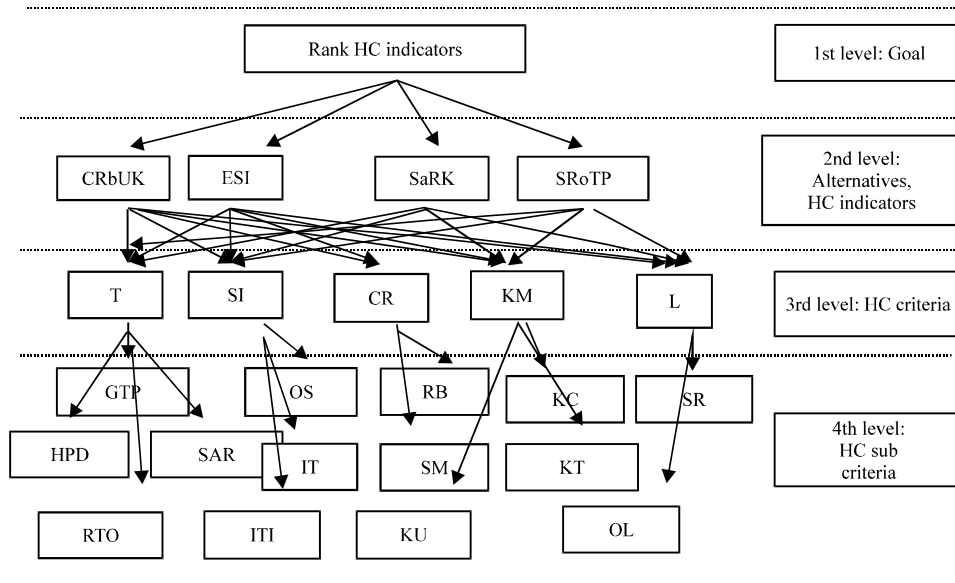 Rank HC indicators
1st level: Goal
CRbUK
ESI
SaRK
SRoTP
2nd level:
Alternatives,
HC indicators
T
SI
CR
KM
L
3rd level: HC criteria
GTP
OS
RB
KC
SR
HPD
SAR
IT
SM
KT
4th level:
HC sub
criteria
RTO
ITI
KU
OL